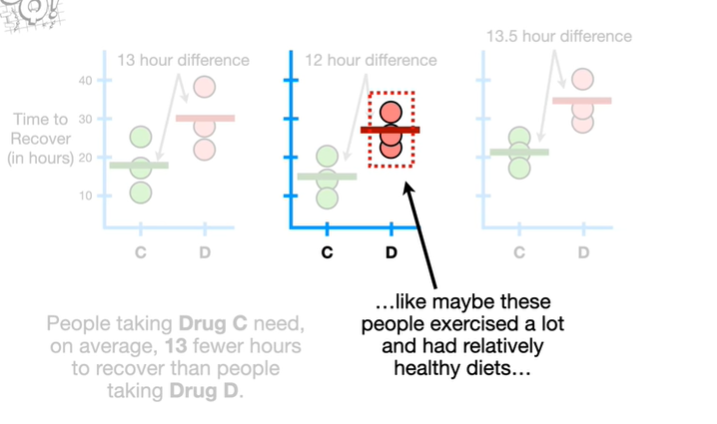 13.5 hour difference
13 hour difference
12 hour difference
40
Time to
Recover
(in hours)
30
20
10
C
D
C
D
C
D
…like maybe these
people exercised a lot
and had relatively
healthy diets…
People taking Drug C need,
on average, 13 fewer hours
to recover than people
taking Drug D.